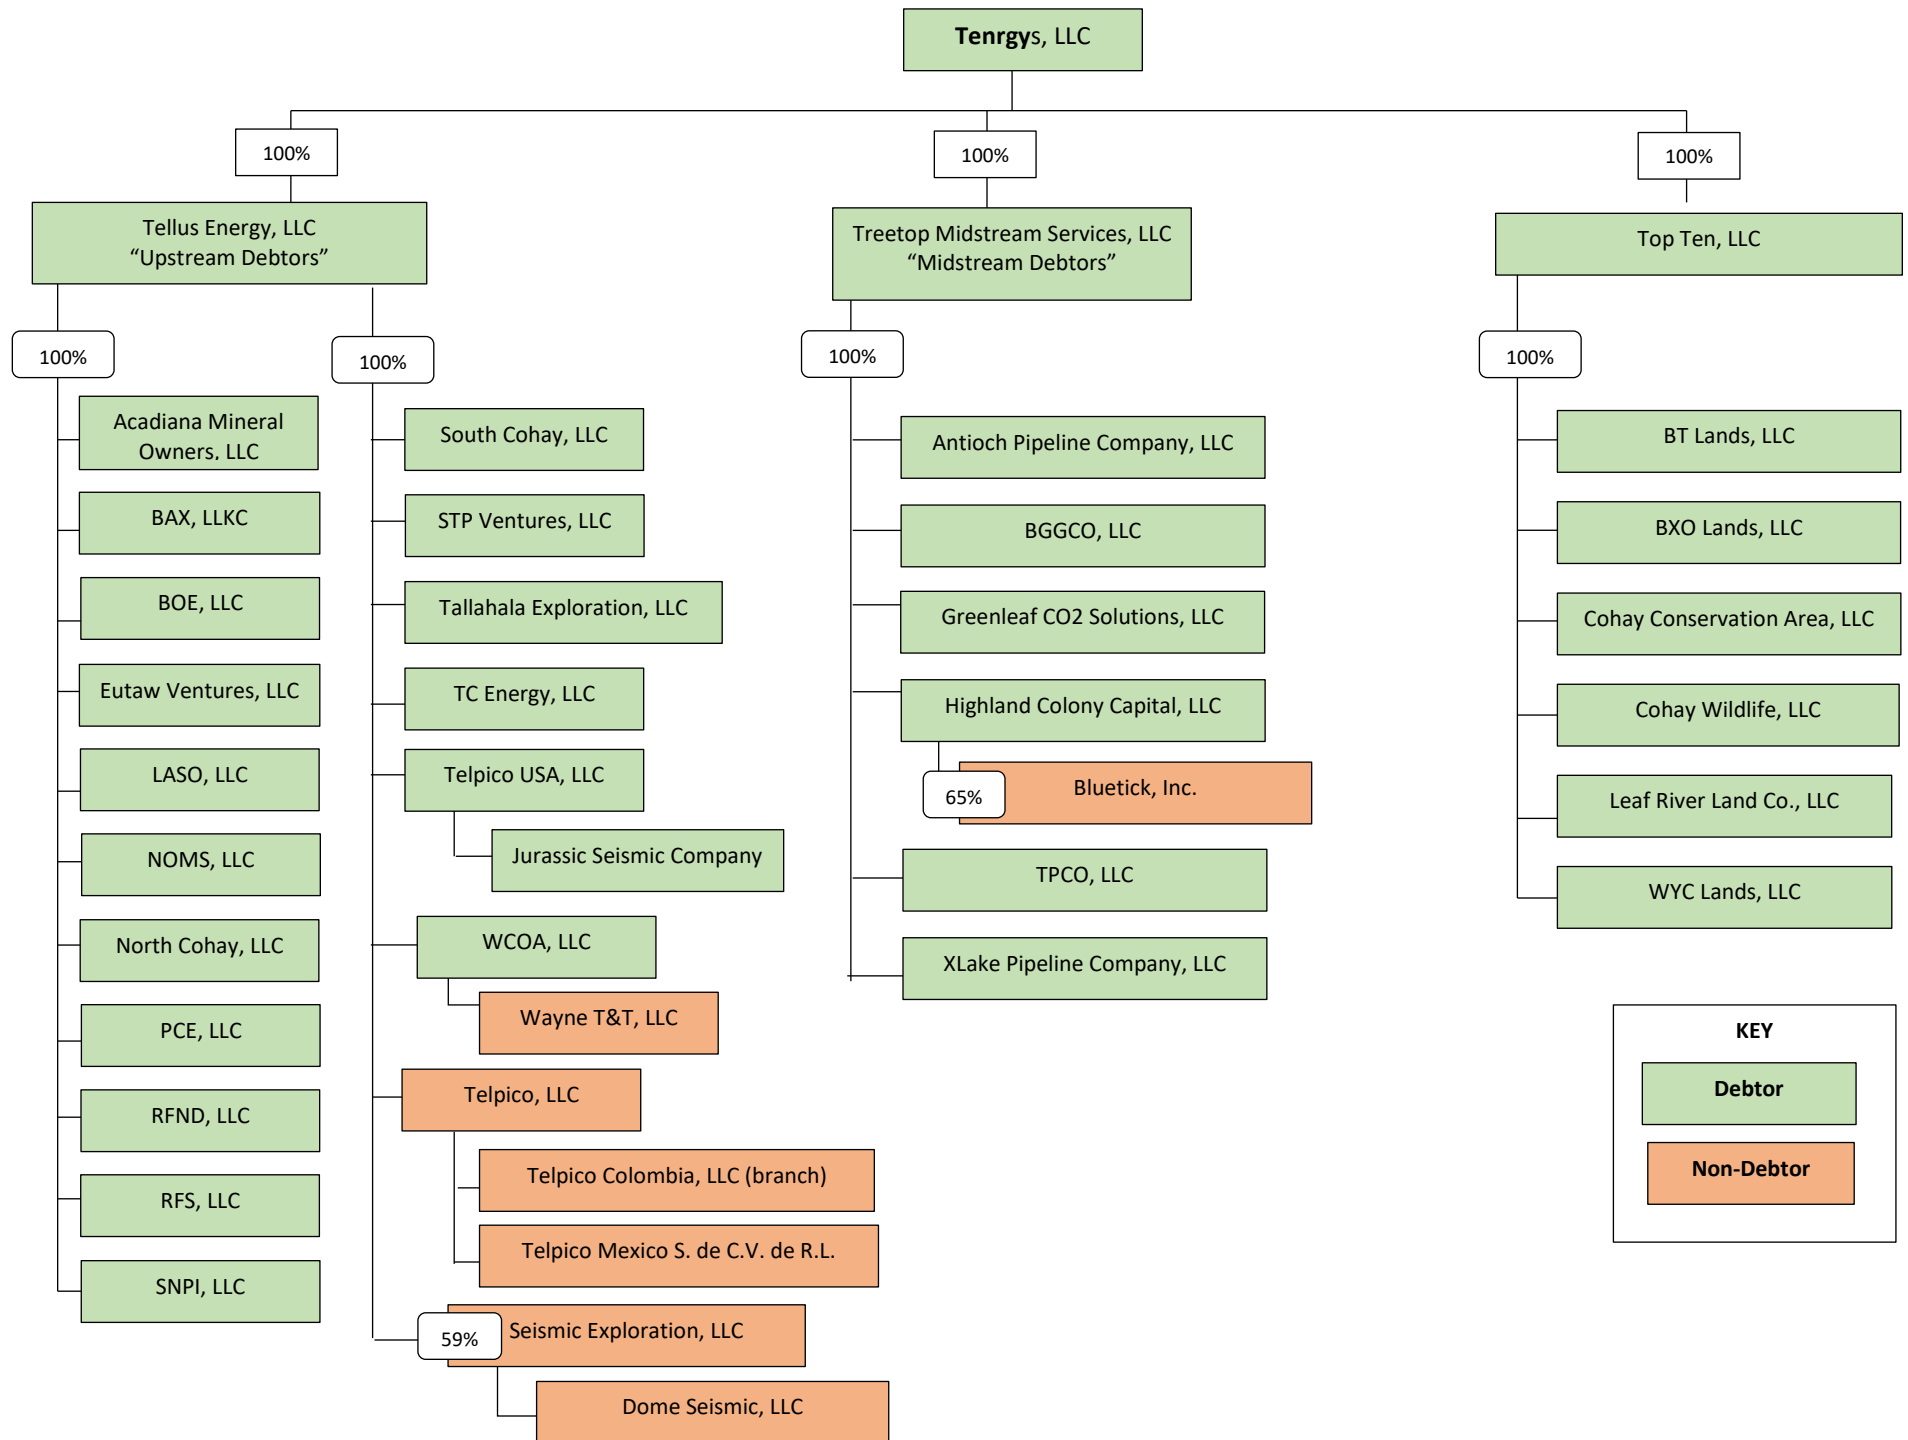 Tenrgys, LLC
100%
100%
100%
Tellus Energy, LLC
“Upstream Debtors”
Treetop Midstream Services, LLC
“Midstream Debtors”
Top Ten, LLC
100%
100%
100%
100%
Acadiana Mineral
Owners, LLC
BAX, LLKC
BOE, LLC
Eutaw Ventures, LLC
LASO, LLC
NOMS, LLC
North Cohay, LLC
PCE, LLC
RFND, LLC
RFS, LLC
SNPI, LLC
South Cohay, LLC
STP Ventures, LLC
Tallahala Exploration, LLC
TC Energy, LLC
Telpico USA, LLC
Jurassic Seismic Company
WCOA, LLC
Wayne T&T, LLC
Telpico, LLC
Telpico Colombia, LLC (branch)
Telpico Mexico S. de C.V. de R.L.
59%
Seismic Exploration, LLC
Dome Seismic, LLC
Antioch Pipeline Company, LLC
BGGCO, LLC
Greenleaf CO2 Solutions, LLC
Highland Colony Capital, LLC
65%
Bluetick, Inc.
TPCO, LLC
XLake Pipeline Company, LLC
BT Lands, LLC
BXO Lands, LLC
Cohay Conservation Area, LLC
Cohay Wildlife, LLC
Leaf River Land Co., LLC
WYC Lands, LLC
KEY
Debtor
Non-Debtor